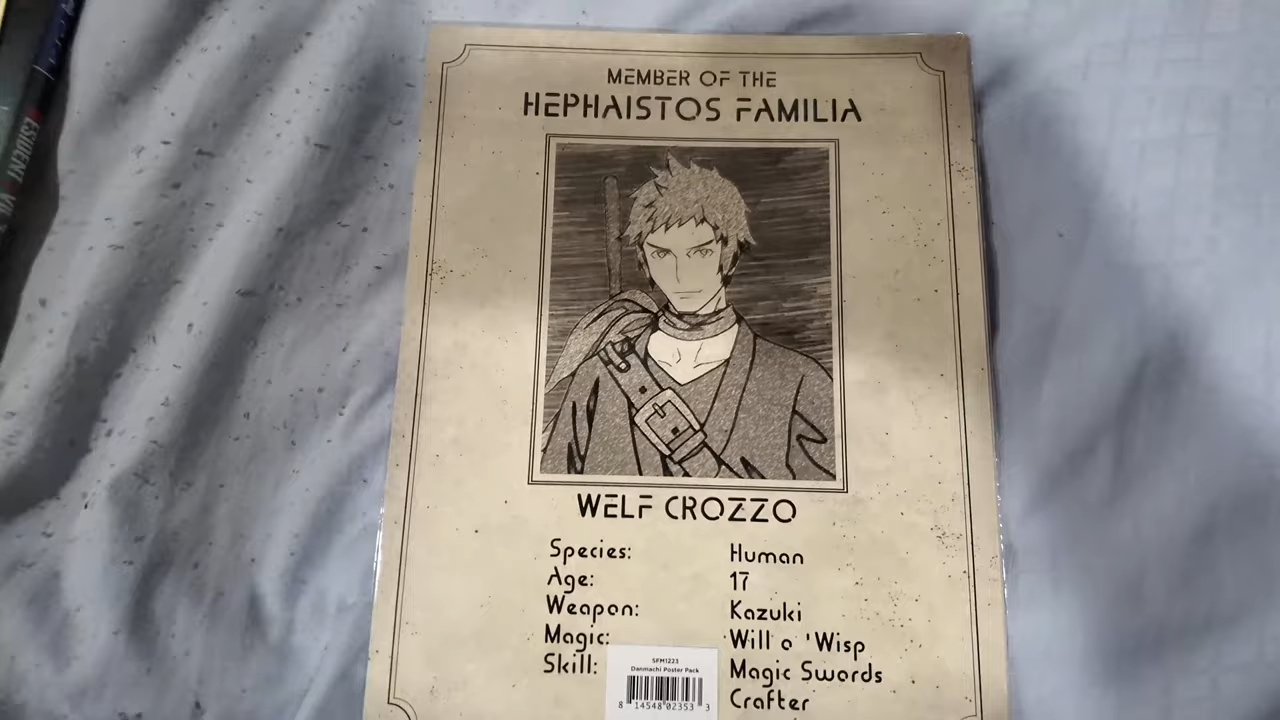 MEMBER OF THE
HEPHAISTOS FAMILIA
WELF CROZZO
Species: Human
Age: 17
Weapon: Kazuki
Magic: Will o 'Wisp
Skill: Magic Swords
Crafter
SFM1223
Danmachi Poster Pack
8 14548 02353 3